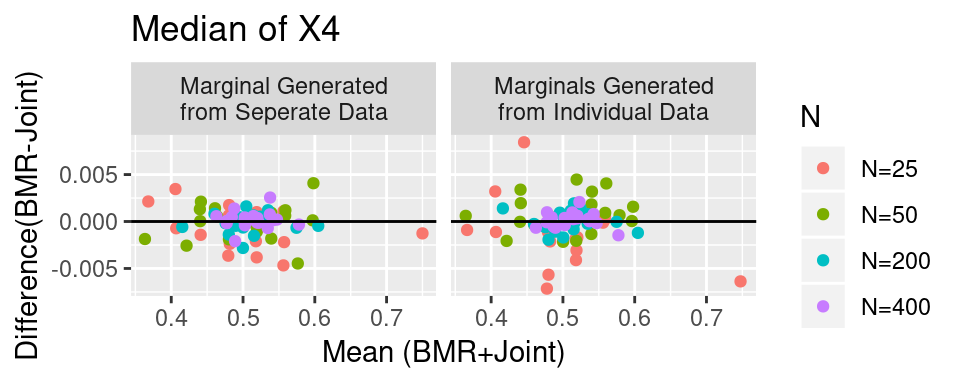 Median of X4
Marginal Generated
from Seperate Data
Marginals Generated
from Individual Data
Difference(BMR-Joint)
0.005
0.000
-0.005
0.4 0.5 0.6 0.7
0.4 0.5 0.6 0.7
Mean (BMR+Joint)
N
N=25
N=50
N=200
N=400